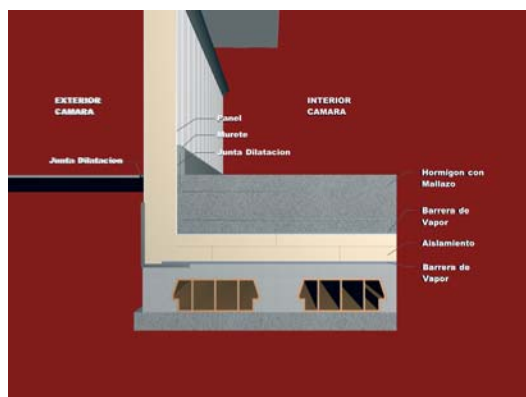 EXTERIOR
CAMARA
INTERIOR
CAMARA
Panel
Murete
Junta Dilatacion
Junta Dilatacion
Hormigon con
Mallazo
Barrera de
Vapor
Aislamiento
Barrera de
Vapor